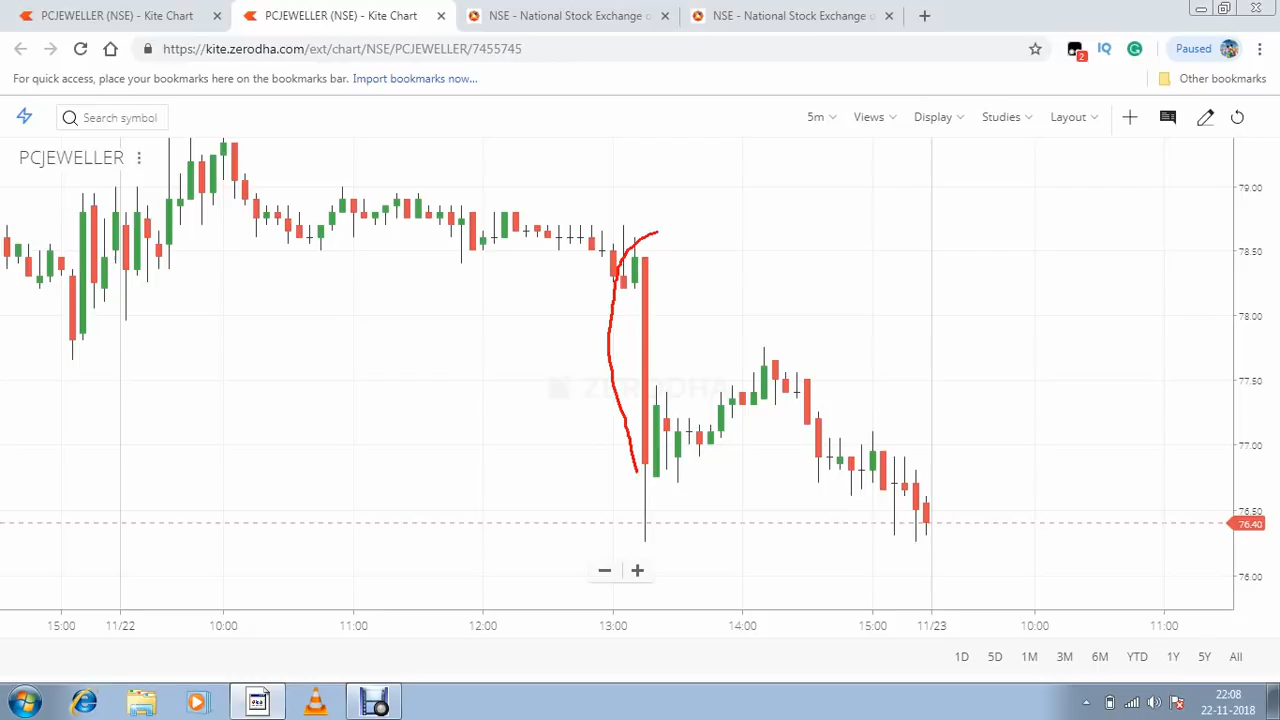 PCJEWELLER (NSE) - Kite Chart
PCJEWELLER (NSE) - Kite Chart
NSE - National Stock Exchange o
NSE - National Stock Exchange o
https://kite.zerodha.com/ext/chart/NSE/PCJEWELLER/7455745
2
IQ
G
Paused
For quick access, place your bookmarks here on the bookmarks bar. Import bookmarks now...
Other bookmarks
Search symbol
5m
Views
Display
Studies
Layout
PCJEWELLER
79.00
78.50
78.00
77.50
ZERODHA
77.00
76.50
76.40
76.00
15:00 11/22 10:00 11:00 12:00 13:00 14:00 15:00 11/23 10:00 11:00
1D 5D 1M 3M 6M YTD 1Y 5Y All
22:08
22-11-2018